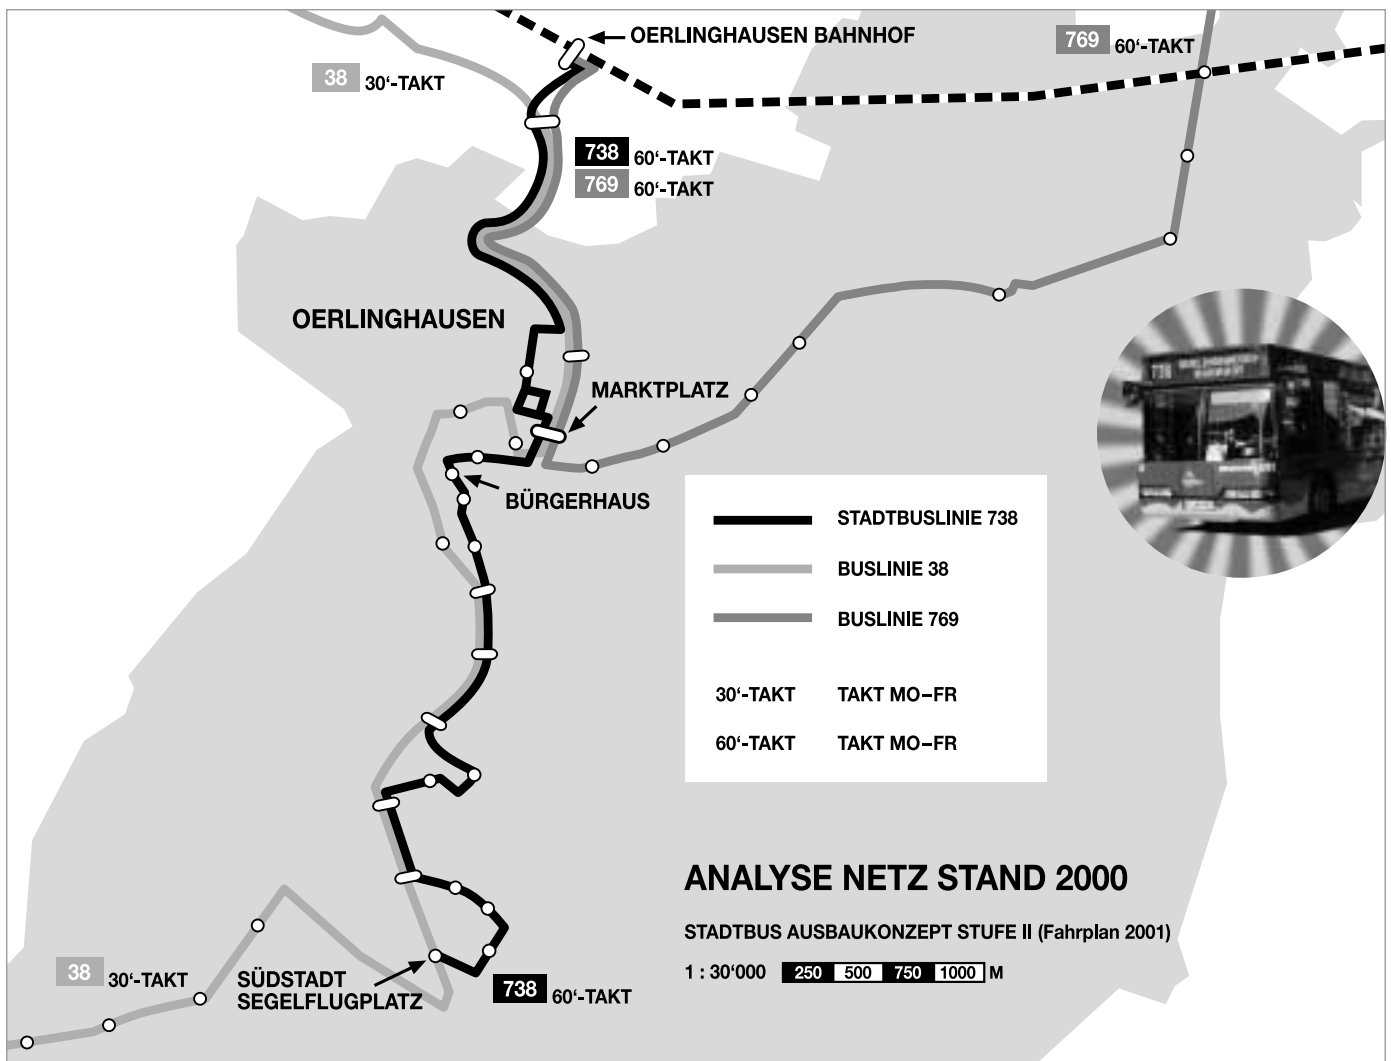 OERLINGHAUSEN BAHNHOF
769 60‘-TAKT
38 30‘-TAKT
738 60‘-TAKT
769 60‘-TAKT
OERLINGHAUSEN
MARKTPLATZ
BÜRGERHAUS
738
STADTBUSLINIE 738
BUSLINIE 38
BUSLINIE 769
30‘-TAKT TAKT MO–FR
60‘-TAKT TAKT MO–FR
ANALYSE NETZ STAND 2000
STADTBUS AUSBAUKONZEPT STUFE II (Fahrplan 2001)
1 : 30'000 250 500 750 1000 M
38 30‘-TAKT
SÜDSTADT
SEGELFLUGPLATZ
738 60‘-TAKT